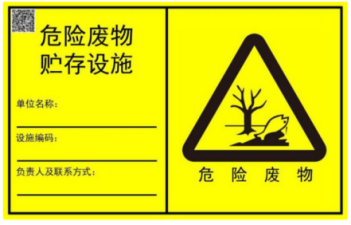 危险废物
贮存设施
单位名称：
设施编码：
负责人及联系方式：
危险废物